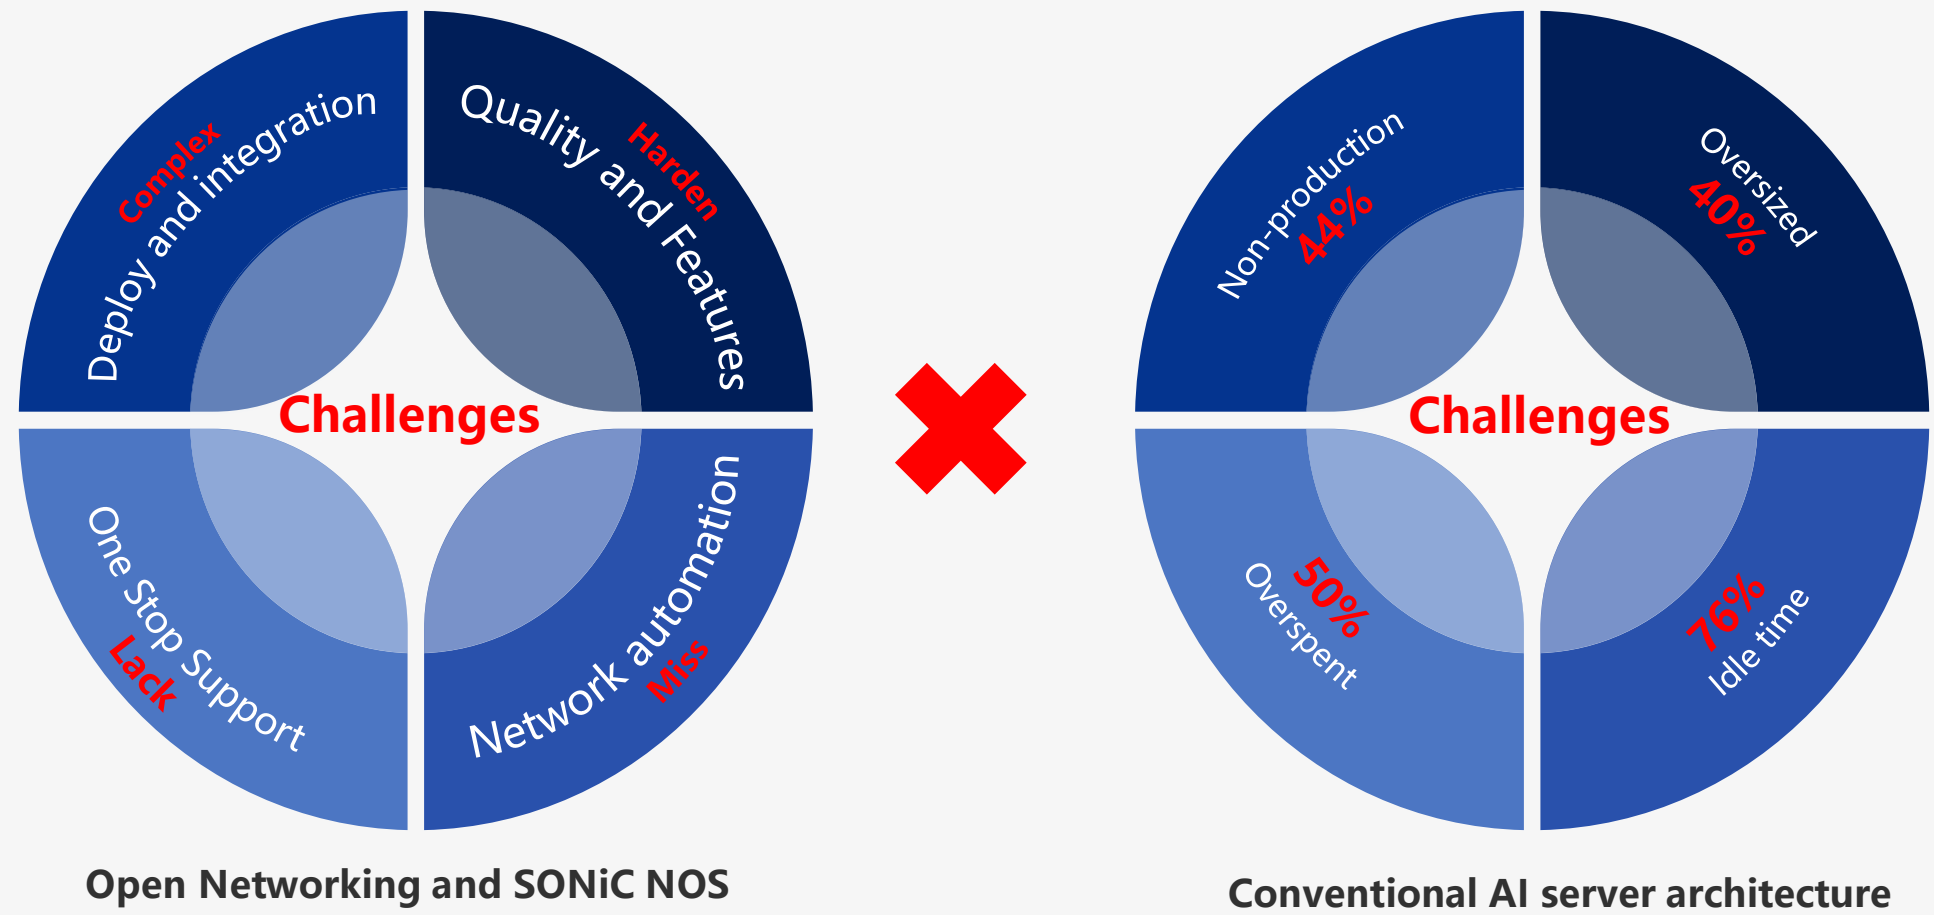 Complex
Deploy and integration
Quality and Features
Harden
Challenges
One Stop Support
Lack
Network automation
Miss
Open Networking and SONiC NOS
Non-production
44%
Oversized
40%
Challenges
50%
Overspent
76%
Idle time
Conventional AI server architecture